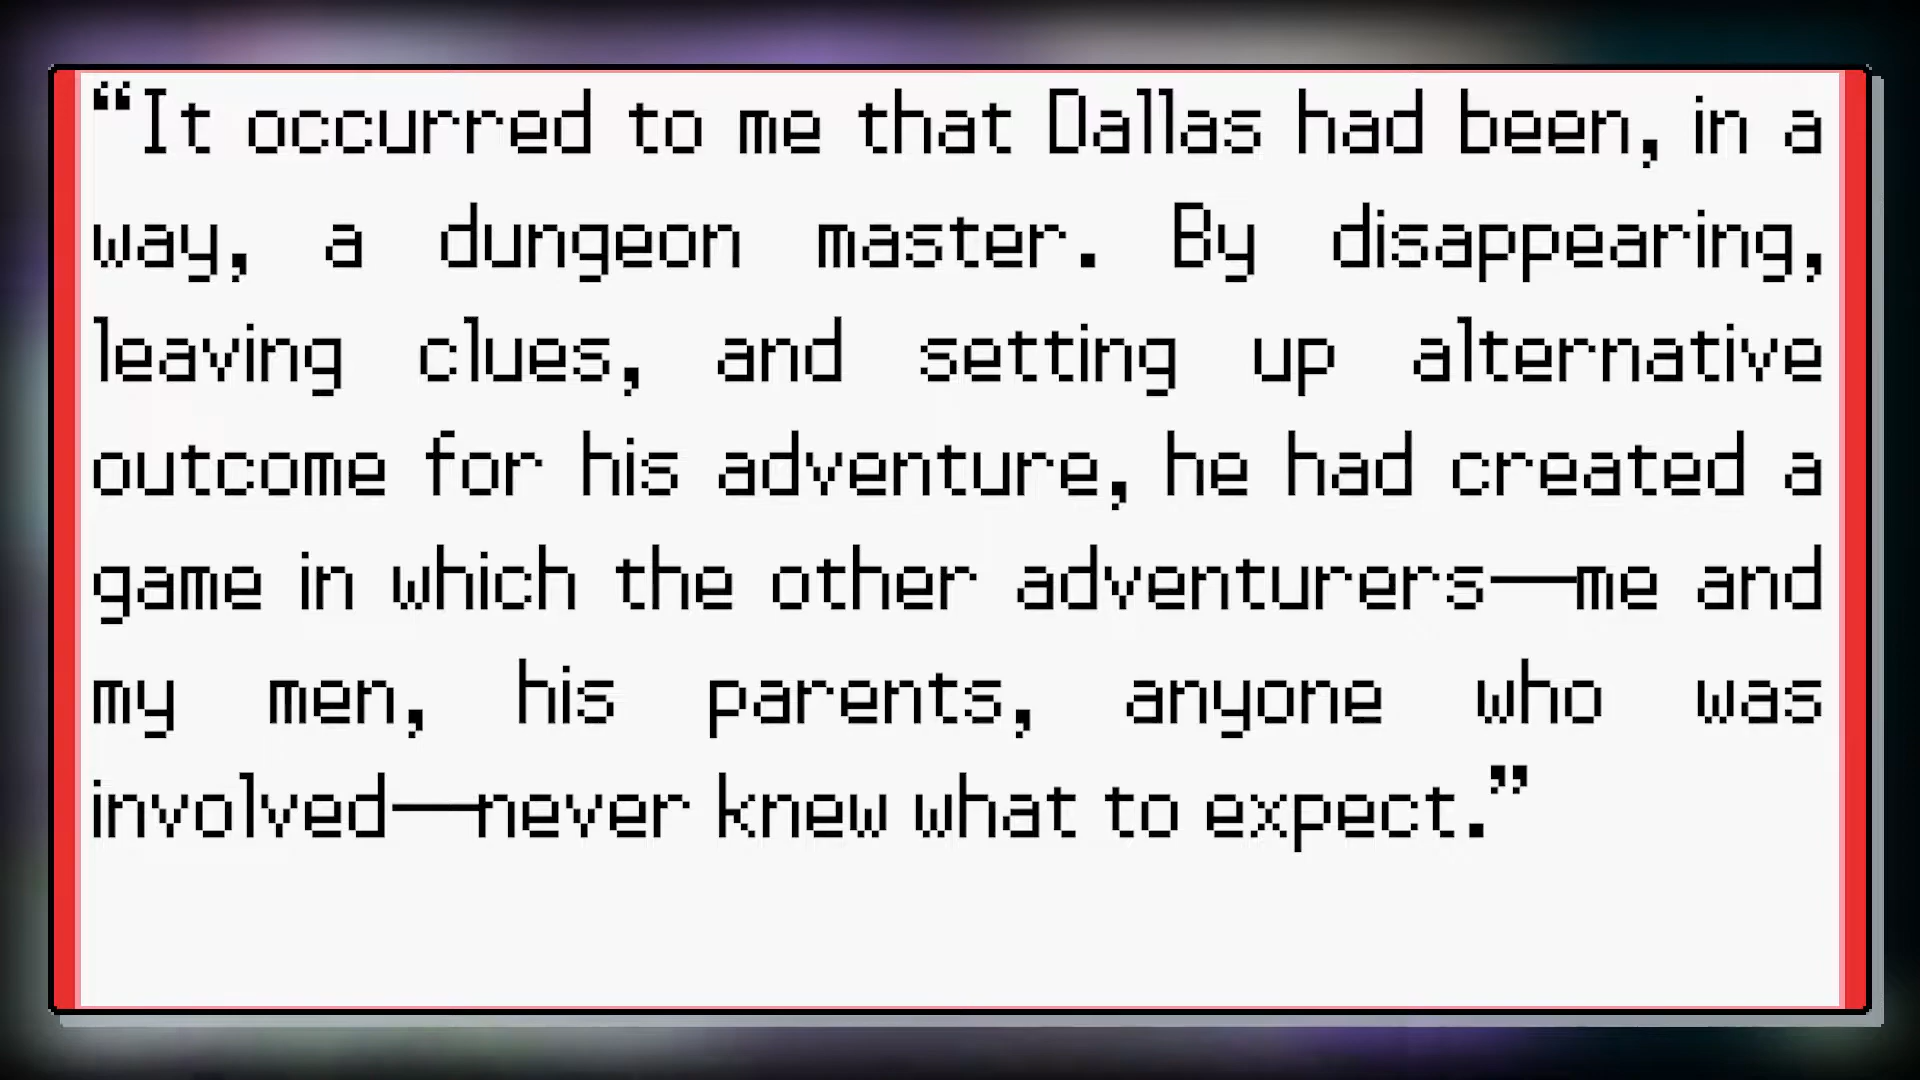 “It occurred to me that Dallas had been, in a
way, a dungeon master. By disappearing,
leaving clues, and setting up alternative
outcome for his adventure, he had created a
game in which the other adventurers—me and
my men, his parents, anyone who was
involved—never knew what to expect.”